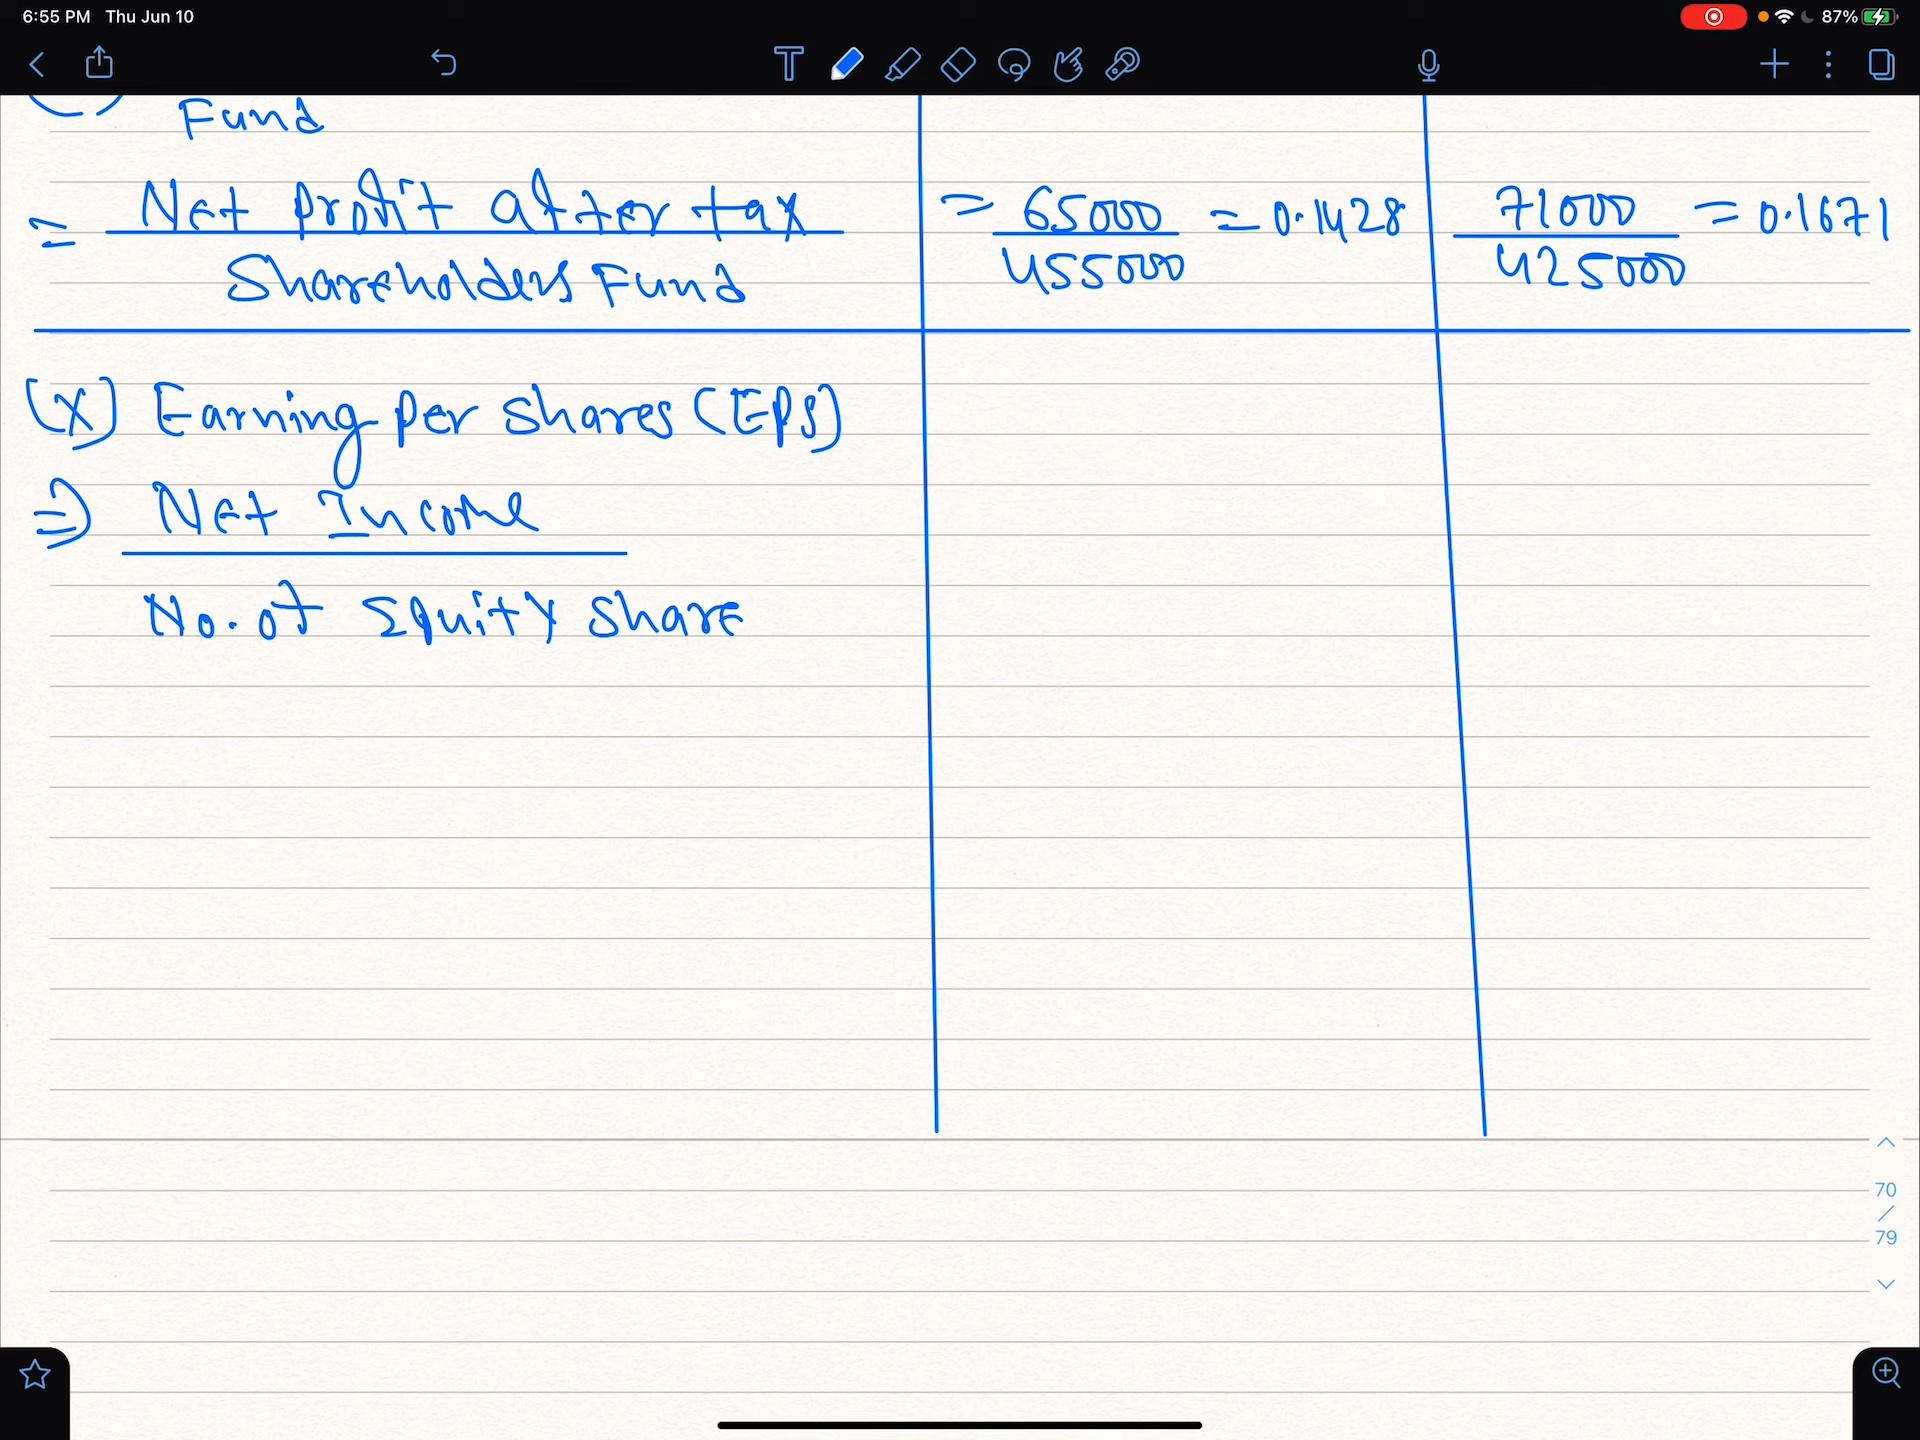 6:55 PM Thu Jun 10
87%
T
Fund
= Net profit after tax = 65000 = 0.1428 71000 = 0.1671
Shareholders Fund 455000 425000
(X) Earning per shares (EPS)
=) Net Income
No. of Equity share
70
/
79